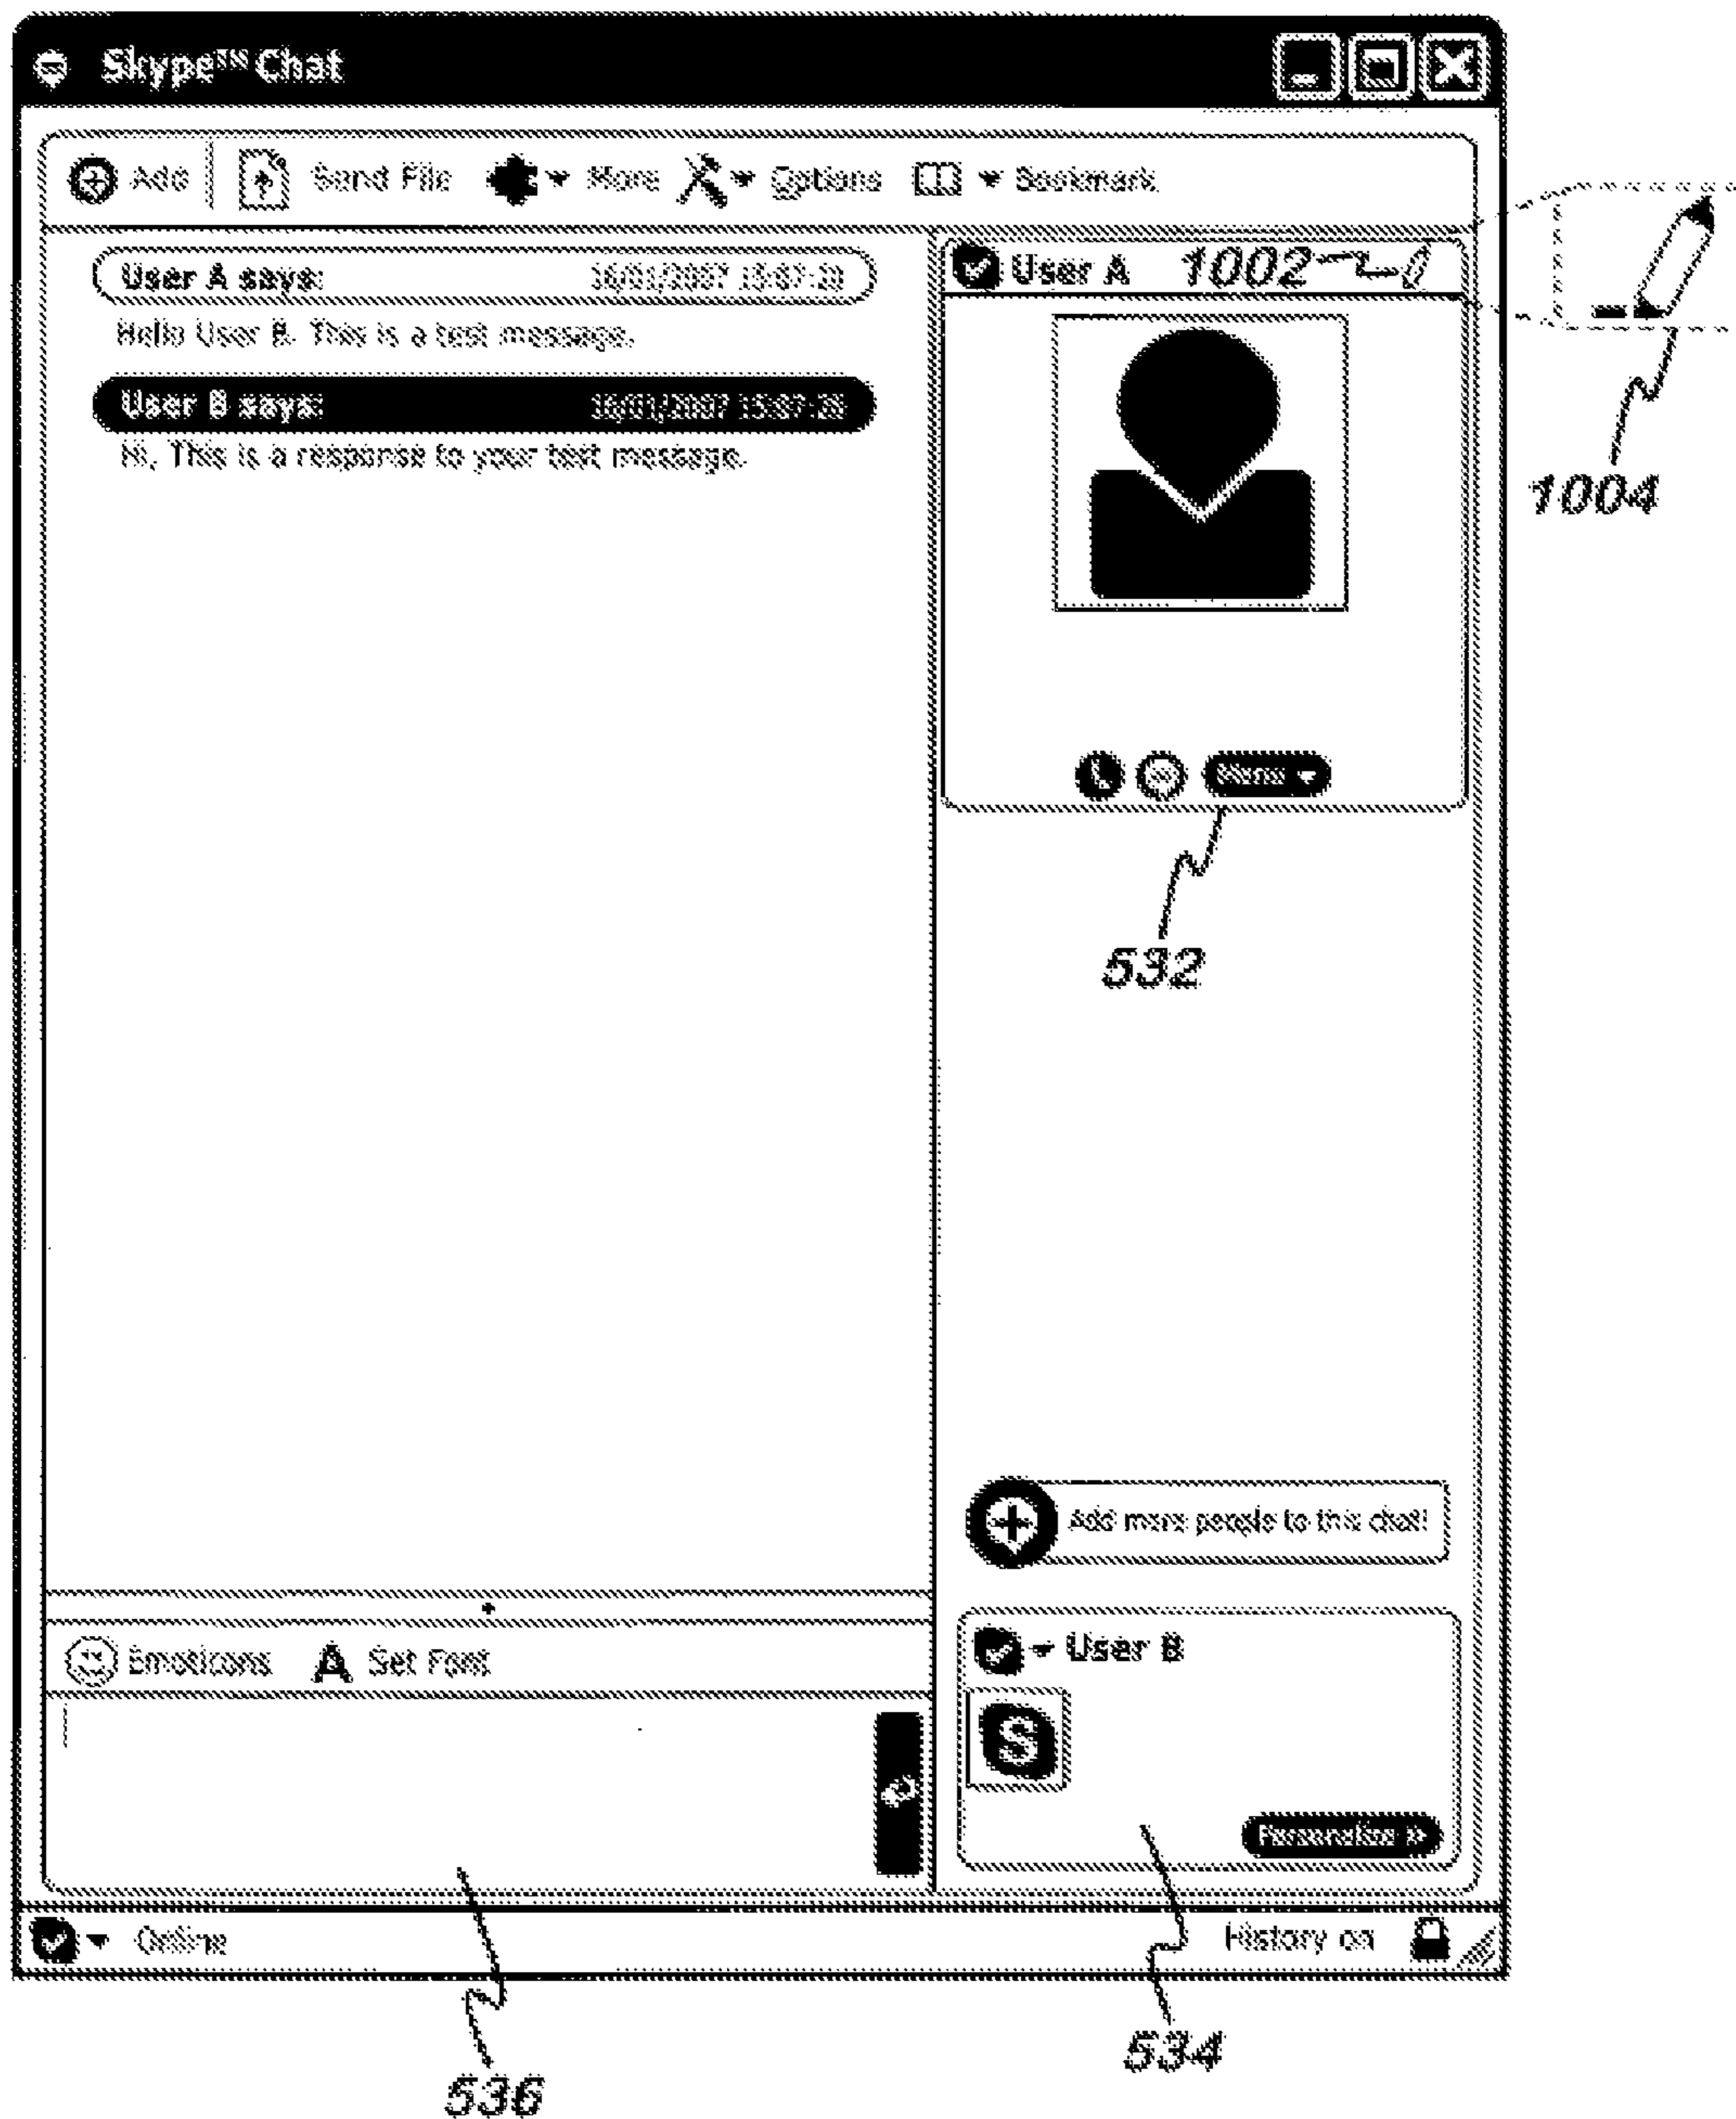 Skype™ Chat
Add Send File More Options Bookmark
User A says:
Hello User B. This is a test message.
User B says:
Hi, This is a response to your test message.
User A 1002
1004
Menu
532
Add more people to this chat!
Emoticons A Set Font
User B
S
Personalise »
Online
History on
534
536